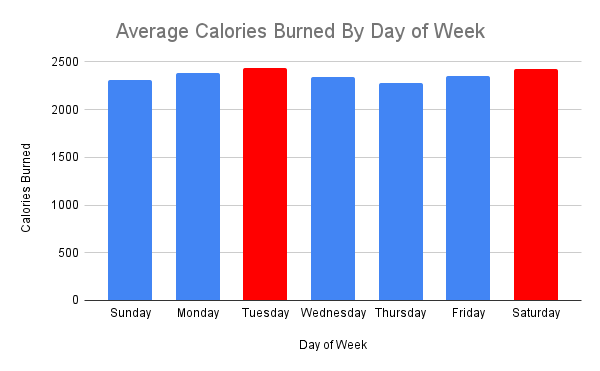 Average Calories Burned By Day of Week
Calories Burned
2500
2000
1500
1000
500
0
Sunday Monday Tuesday Wednesday Thursday Friday Saturday
Day of Week